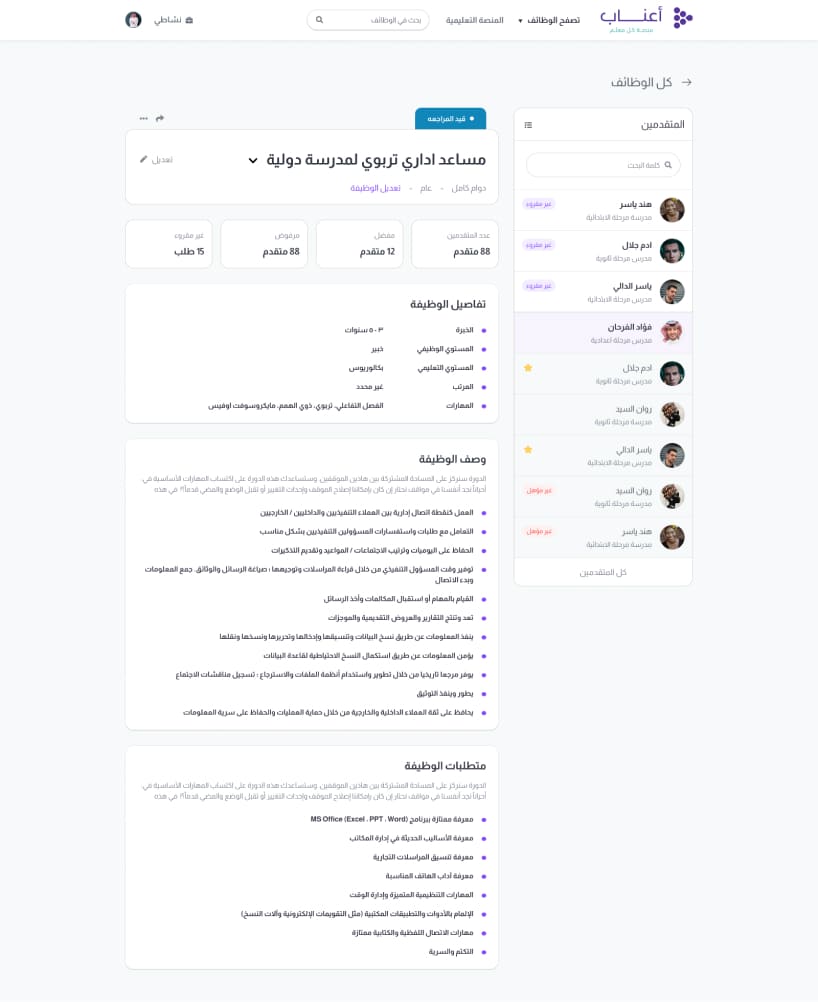 أعناب
منصة كل معلم
تصفح الوظائف
المنصة التعليمية
بحث في الوظائف
نشاطي
كل الوظائف
المتقدمين
كلمة البحث
هند ياسر
غير مقروء
مدرسة مرحلة الابتدائية
ادم جلال
غير مقروء
مدرس مرحلة ثانوية
ياسر الدالي
غير مقروء
مدرس مرحلة الابتدائية
فؤاد الفرحان
مدرس مرحلة اعدادية
ادم جلال
مدرس مرحلة ثانوية
روان السيد
مدرسة مرحلة ثانوية
ياسر الدالي
مدرس مرحلة الابتدائية
روان السيد
غير مؤهل
مدرسة مرحلة ثانوية
هند ياسر
غير مؤهل
مدرسة مرحلة الابتدائية
كل المتقدمين
قيد المراجعه
مساعد اداري تربوي لمدرسة دولية
تعديل
دوام كامل - عام - تعديل الوظيفة
عدد المتقدمين
88 متقدم
مفضل
12 متقدم
مرفوض
88 متقدم
غير مقروء
15 طلب
تفاصيل الوظيفة
الخبرة ٣ - ٥ سنوات
المستوي الوظيفي خبير
المستوي التعليمي بكالوريوس
المرتب غير محدد
المهارات الفصل التفاعلي، تربوي، ذوي الهمم، مايكروسوفت اوفيس
وصف الوظيفة
الدورة ستركز على المساحة المشتركة بين هاذين الموقفين. وستساعدك هذه الدورة على اكتساب المهارات الأساسية في.
أحياناً نجد أنفسنا في مواقف نحتار إن كان بإمكاننا إصلاح الموقف وإحداث التغيير أو تقبل الوضع والمضي قدماً؟! في هذه
العمل كنقطة اتصال إدارية بين العملاء التنفيذيين والداخليين / الخارجيين
التعامل مع طلبات واستفسارات المسؤولين التنفيذيين بشكل مناسب
الحفاظ على اليوميات وترتيب الاجتماعات / المواعيد وتقديم التذكيرات
توفير وقت المسؤول التنفيذي من خلال قراءة المراسلات وتوجيهها ؛ صياغة الرسائل والوثائق. جمع المعلومات
وبدء الاتصال
القيام بالمهام أو استقبال المكالمات وأخذ الرسائل
تعد وتنتج التقارير والعروض التقديمية والموجزات
ينفذ المعلومات عن طريق نسخ البيانات وتنسيقها وإدخالها وتحريرها ونسخها ونقلها
يؤمن المعلومات عن طريق استكمال النسخ الاحتياطية لقاعدة البيانات
يوفر مرجعا تاريخيا من خلال تطوير واستخدام أنظمة الملفات والاسترجاع ؛ تسجيل مناقشات الاجتماع
يطور وينفذ التوثيق
يحافظ على ثقة العملاء الداخلية والخارجية من خلال حماية العمليات والحفاظ على سرية المعلومات
متطلبات الوظيفة
الدورة ستركز على المساحة المشتركة بين هاذين الموقفين. وستساعدك هذه الدورة على اكتساب المهارات الأساسية في.
أحياناً نجد أنفسنا في مواقف نحتار إن كان بإمكاننا إصلاح الموقف وإحداث التغيير أو تقبل الوضع والمضي قدماً؟! في هذه
معرفة ممتازة ببرنامج MS Office (Excel ، PPT ، Word)
معرفة الأساليب الحديثة في إدارة المكاتب
معرفة تنسيق المراسلات التجارية
معرفة آداب الهاتف المناسبة
المهارات التنظيمية المتميزة وإدارة الوقت
الإلمام بالأدوات والتطبيقات المكتبية (مثل التقويمات الإلكترونية وآلات النسخ)
مهارات الاتصال اللفظية والكتابية ممتازة
التكتم والسرية